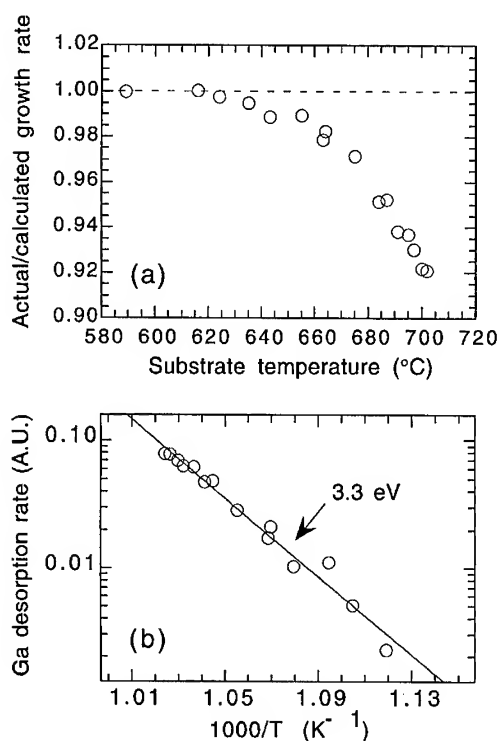 Actual/calculated growth rate
1.02
1.00
0.98
0.96
0.94
0.92
0.90
(a)
580 600 620 640 660 680 700 720
Substrate temperature (°C)
Ga desorption rate (A.U.)
0.10
0.01
3.3 eV
(b)
1.01 1.05 1.09 1.13
1000/T (K⁻¹)